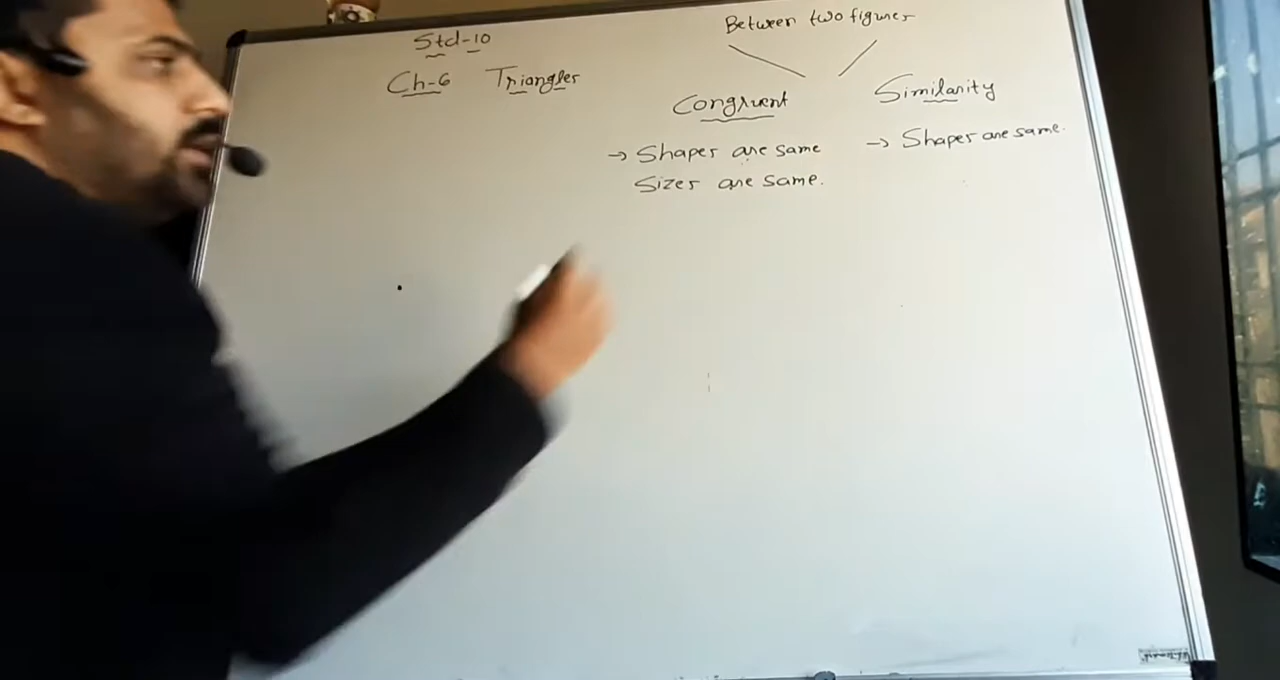 Std-10
Ch-6 Triangles
Between two figures
Congruent
→ Shapes are same
Sizes are same.
Similarity
→ Shapes are same.